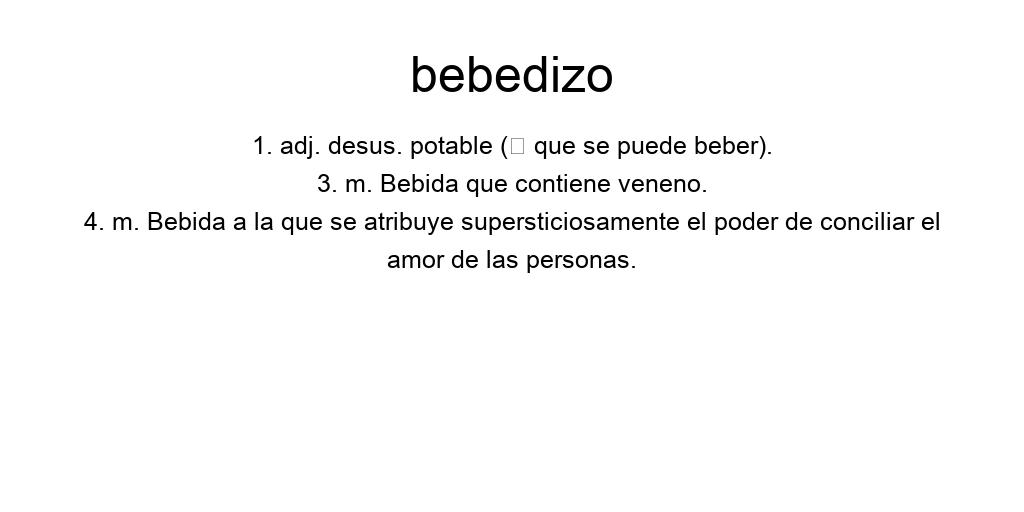 bebedizo
1. adj. desus. potable (□ que se puede beber).
3. m. Bebida que contiene veneno.
4. m. Bebida a la que se atribuye supersticiosamente el poder de conciliar el
amor de las personas.